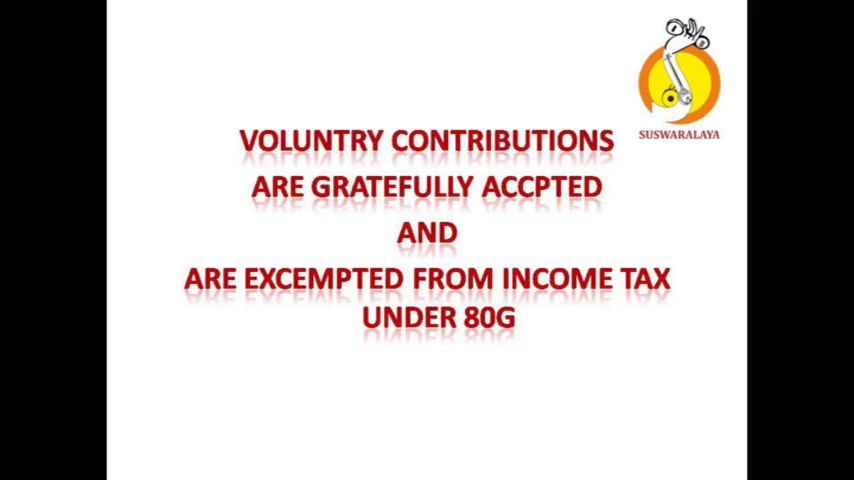 SUSWARALAYA
VOLUNTRY CONTRIBUTIONS
ARE GRATEFULLY ACCPTED
AND
ARE EXCEMPTED FROM INCOME TAX
UNDER 80G